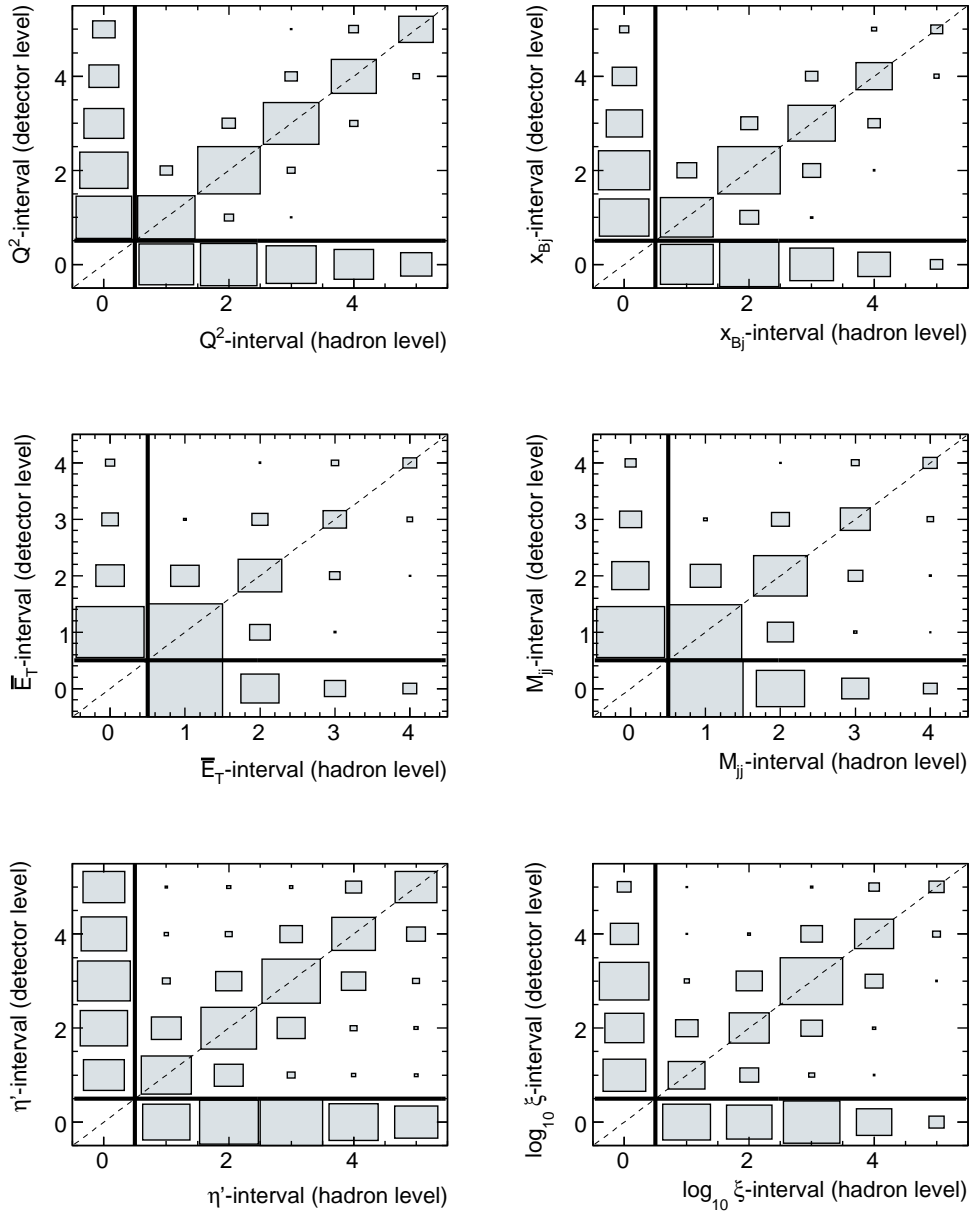 Q²-interval (detector level)
4
2
0
0 2 4
Q²-interval (hadron level)
x_Bj-interval (detector level)
4
2
0
0 2 4
x_Bj-interval (hadron level)
E̅_T-interval (detector level)
4
3
2
1
0
0 1 2 3 4
E̅_T-interval (hadron level)
M_jj-interval (detector level)
4
3
2
1
0
0 1 2 3 4
M_jj-interval (hadron level)
η'-interval (detector level)
4
2
0
0 2 4
η'-interval (hadron level)
log₁₀ ξ-interval (detector level)
4
2
0
0 2 4
log₁₀ ξ-interval (hadron level)